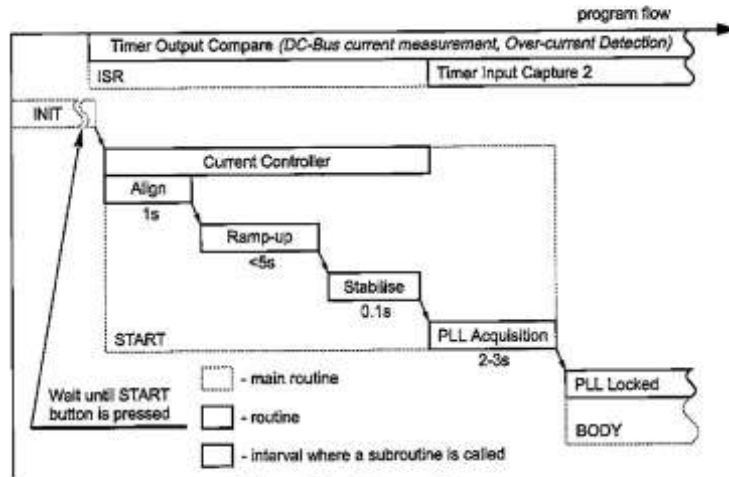 program flow
Timer Output Compare (DC-Bus current measurement, Over-current Detection)
ISR
Timer Input Capture 2
INIT
Current Controller
Align
1s
Ramp-up
<5s
Stabilise
0.1s
START
PLL Acquisition
2-3s
Wait until START
button is pressed
- main routine
- routine
- interval where a subroutine is called
PLL Locked
BODY